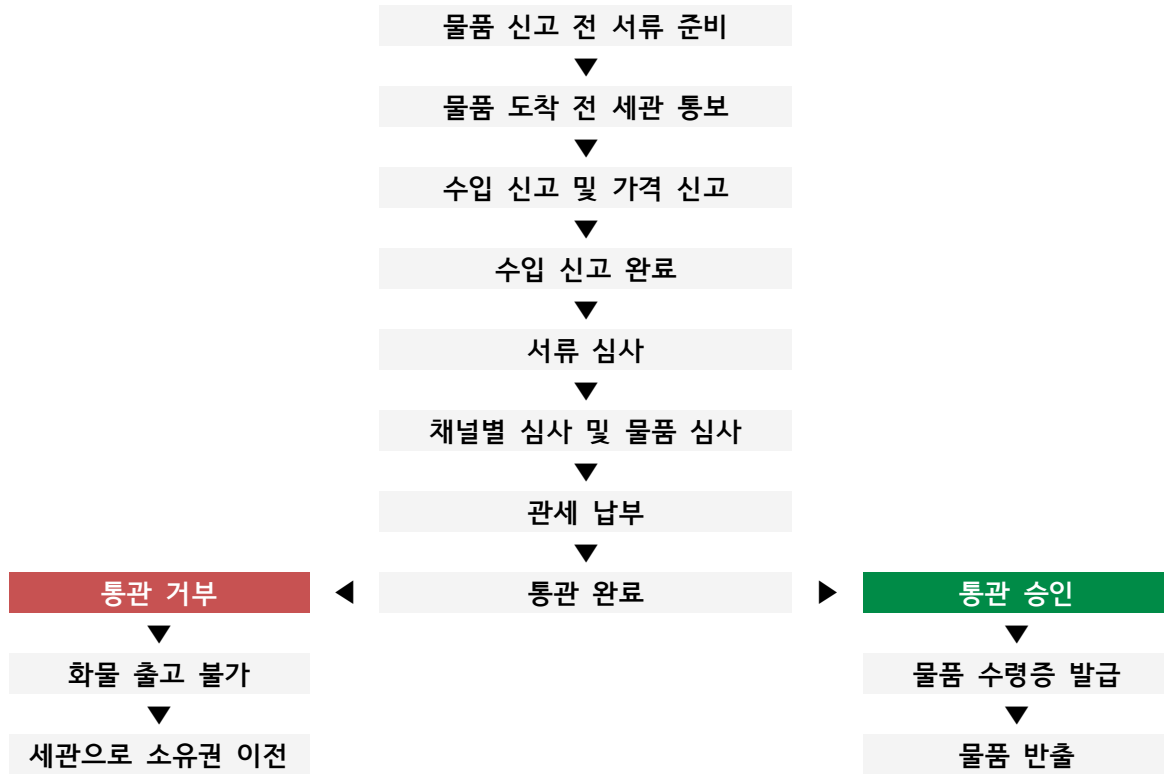 물품 신고 전 서류 준비
▼
물품 도착 전 세관 통보
▼
수입 신고 및 가격 신고
▼
수입 신고 완료
▼
서류 심사
▼
채널별 심사 및 물품 심사
▼
관세 납부
▼
통관 거부 ◀ 통관 완료 ▶ 통관 승인
▼ ▼
화물 출고 불가 물품 수령증 발급
▼ ▼
세관으로 소유권 이전 물품 반출